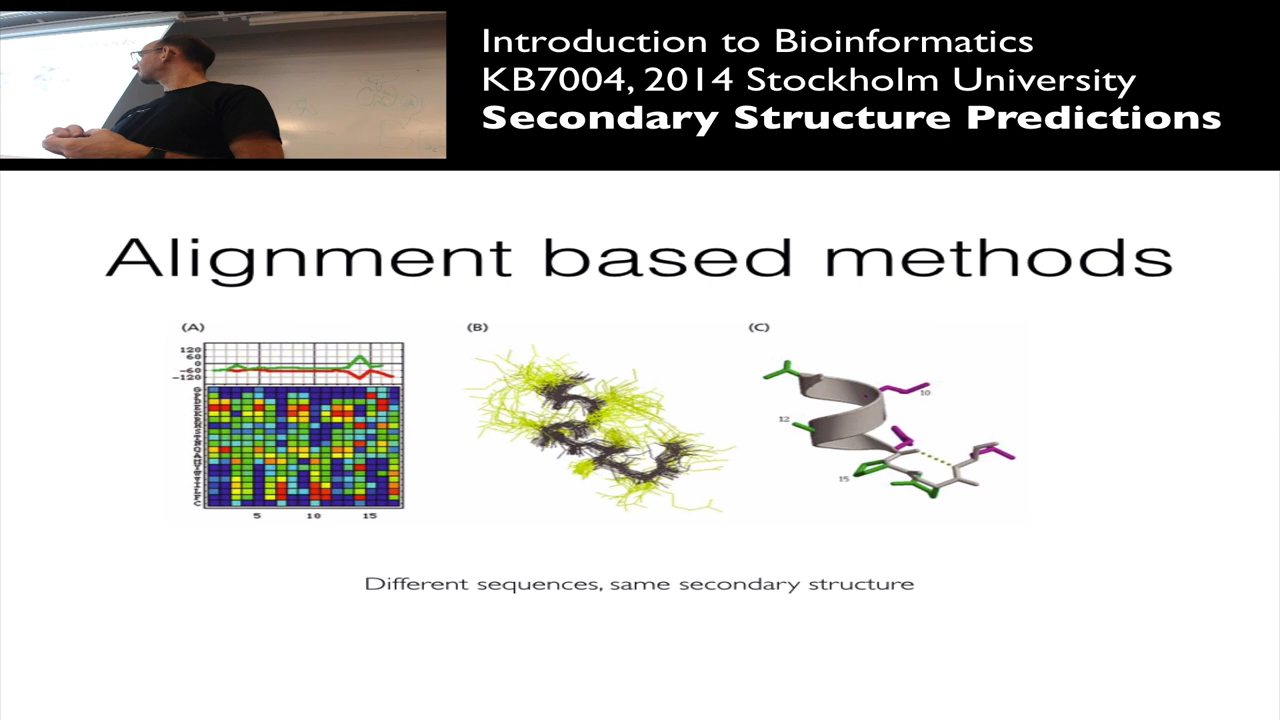 Introduction to Bioinformatics
KB7004, 2014 Stockholm University
Secondary Structure Predictions
Alignment based methods
(A)
(B)
(C)
120
60
0
-60
-120
5 10 15
10
12
15
Different sequences, same secondary structure